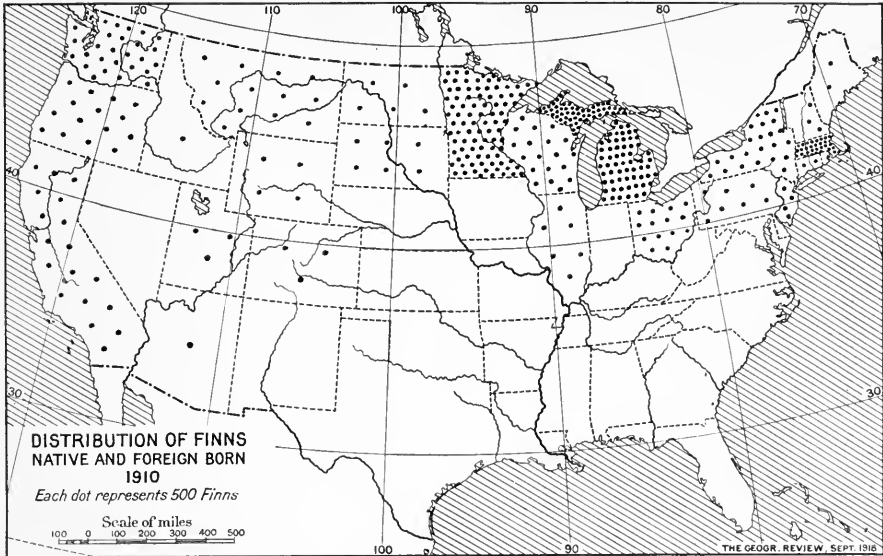 120
110
100
90
80
70
40
40
30
30
DISTRIBUTION OF FINNS
NATIVE AND FOREIGN BORN
1910
Each dot represents 500 Finns
Scale of miles
100 0 100 200 300 400 500
100
90
80
THE GEOGR. REVIEW, SEPT. 1918